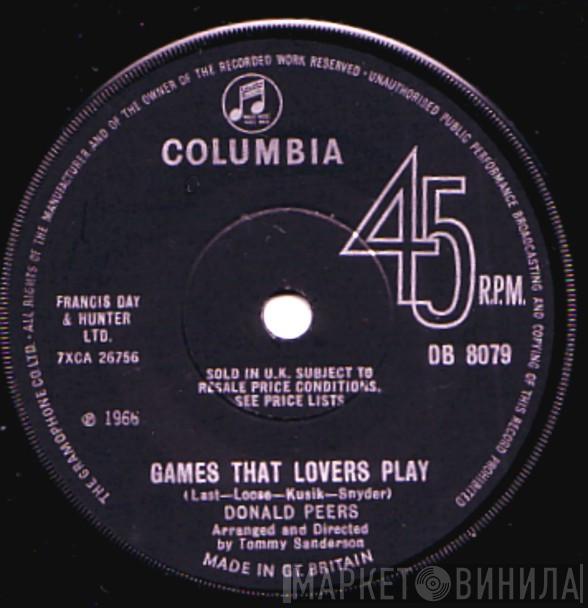 THE GRAMOPHONE CO LTD. · ALL RIGHTS OF THE MANUFACTURER AND OF THE OWNER OF THE RECORDED WORK RESERVED · UNAUTHORISED PUBLIC PERFORMANCE BROADCASTING AND COPYING OF THIS RECORD PROHIBITED
COLUMBIA
45
R.P.M.
FRANCIS DAY
& HUNTER
LTD.
7XCA 26756
DB 8079
SOLD IN U.K. SUBJECT TO
RESALE PRICE CONDITIONS,
SEE PRICE LISTS
℗ 1966
GAMES THAT LOVERS PLAY
(Last—Loose—Kusik—Snyder)
DONALD PEERS
Arranged and Directed
by Tommy Sanderson
MADE IN GT. BRITAIN
МАРКЕТ ВИНИЛА